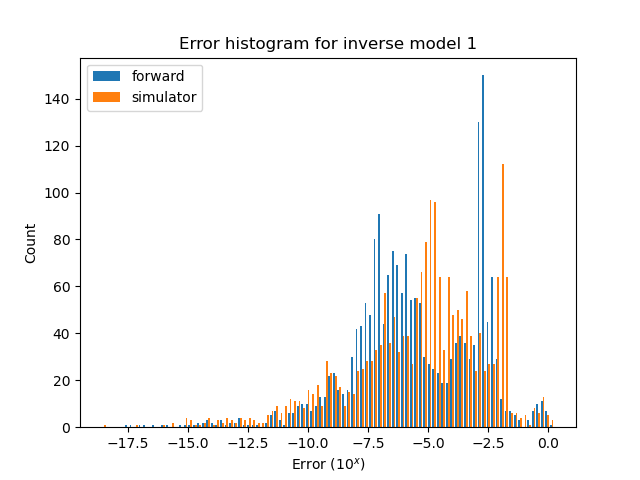 Error histogram for inverse model 1
forward
simulator
Count
140
120
100
80
60
40
20
0
−17.5 −15.0 −12.5 −10.0 −7.5 −5.0 −2.5 0.0
Error (10^x)